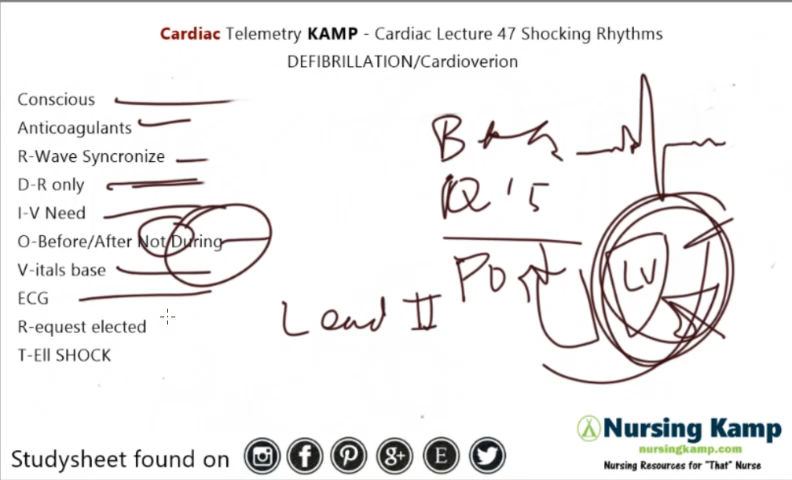 Cardiac Telemetry KAMP - Cardiac Lecture 47 Shocking Rhythms
DEFIBRILLATION/Cardioverion
Conscious
Anticoagulants
R-Wave Syncronize
D-R only
I-V Need
O-Before/After Not During
V-itals base
ECG
R-equest elected
T-Ell SHOCK
Q 15
Post
LV
Lead II
Studysheet found on
Nursing Kamp
nursingkamp.com
Nursing Resources for "That" Nurse